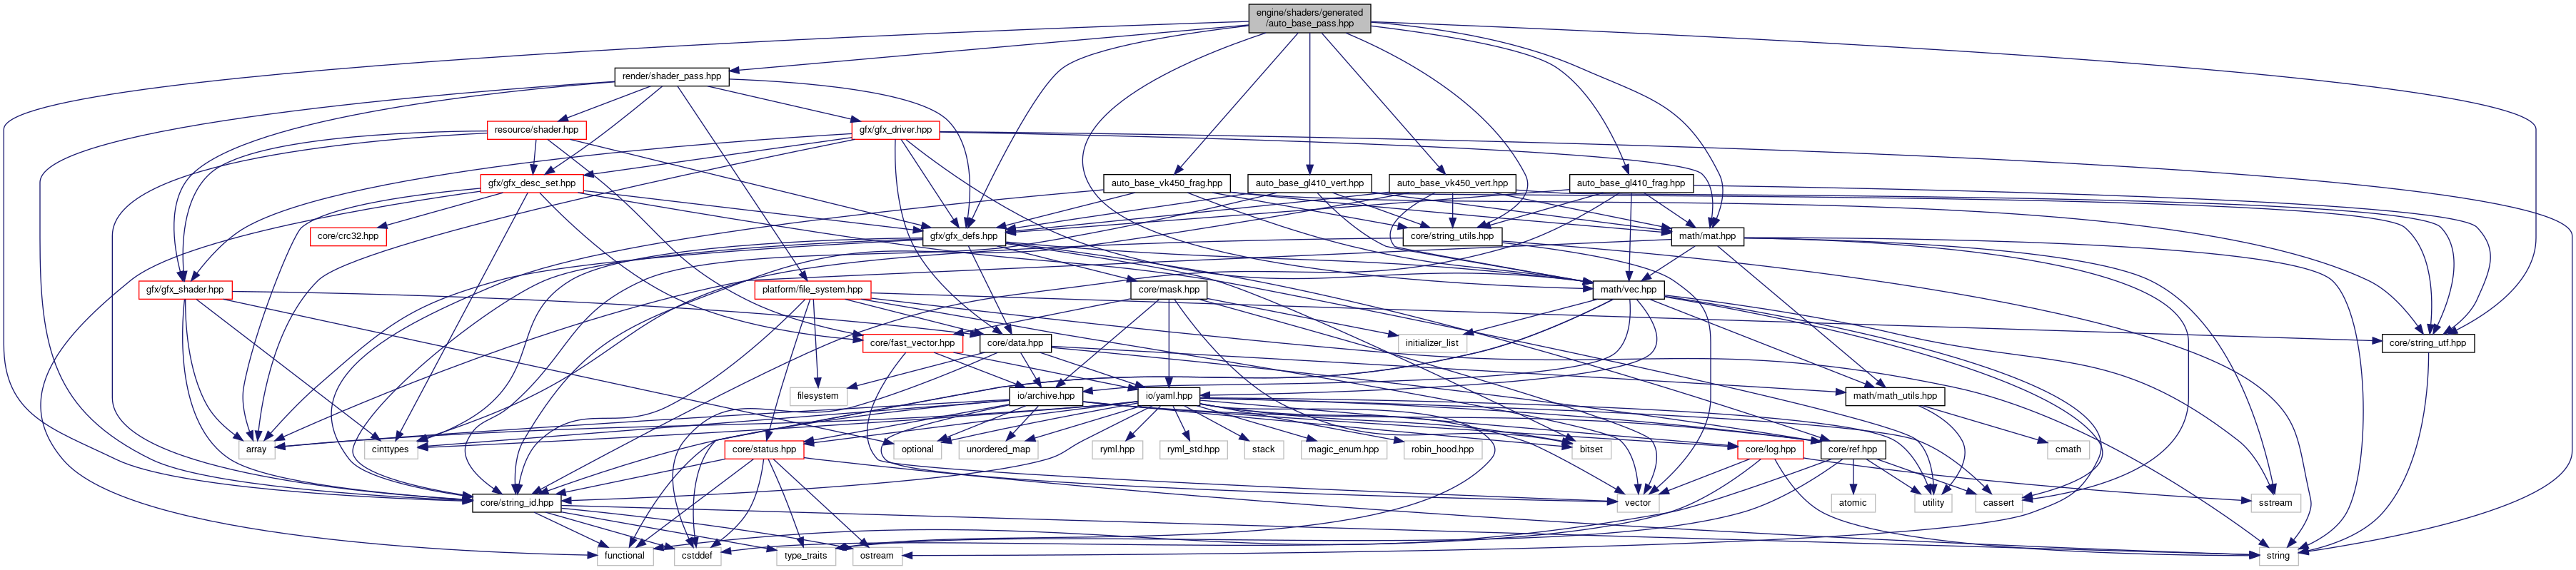 engine/shaders/generated
/auto_base_pass.hpp
render/shader_pass.hpp
resource/shader.hpp
gfx/gfx_driver.hpp
gfx/gfx_desc_set.hpp
auto_base_vk450_frag.hpp
auto_base_gl410_vert.hpp
auto_base_vk450_vert.hpp
auto_base_gl410_frag.hpp
core/crc32.hpp
gfx/gfx_defs.hpp
core/string_utils.hpp
math/mat.hpp
gfx/gfx_shader.hpp
platform/file_system.hpp
core/mask.hpp
math/vec.hpp
core/fast_vector.hpp
core/data.hpp
initializer_list
core/string_utf.hpp
filesystem
io/archive.hpp
io/yaml.hpp
math/math_utils.hpp
array
cinttypes
core/status.hpp
optional
unordered_map
ryml.hpp
ryml_std.hpp
stack
magic_enum.hpp
robin_hood.hpp
bitset
core/log.hpp
core/ref.hpp
cmath
core/string_id.hpp
vector
atomic
utility
cassert
sstream
functional
cstddef
type_traits
ostream
string